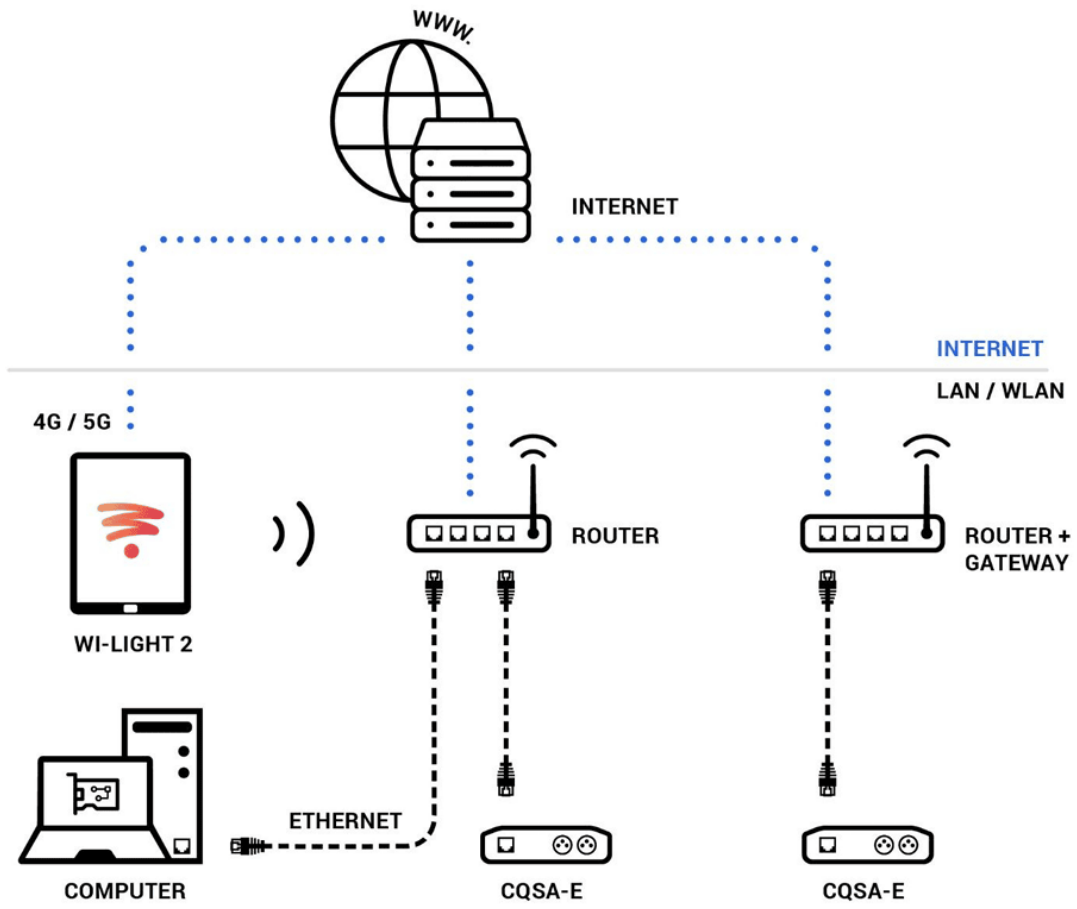 WWW.
INTERNET
INTERNET
LAN / WLAN
4G / 5G
ROUTER
ROUTER +
GATEWAY
WI-LIGHT 2
ETHERNET
COMPUTER
CQSA-E
CQSA-E